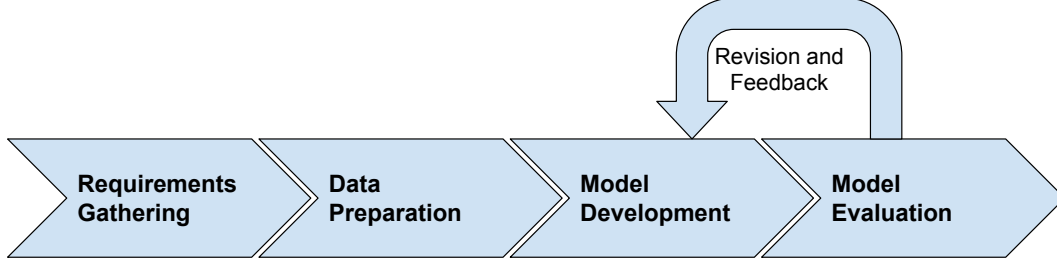 Revision and
Feedback
Requirements
Gathering
Data
Preparation
Model
Development
Model
Evaluation